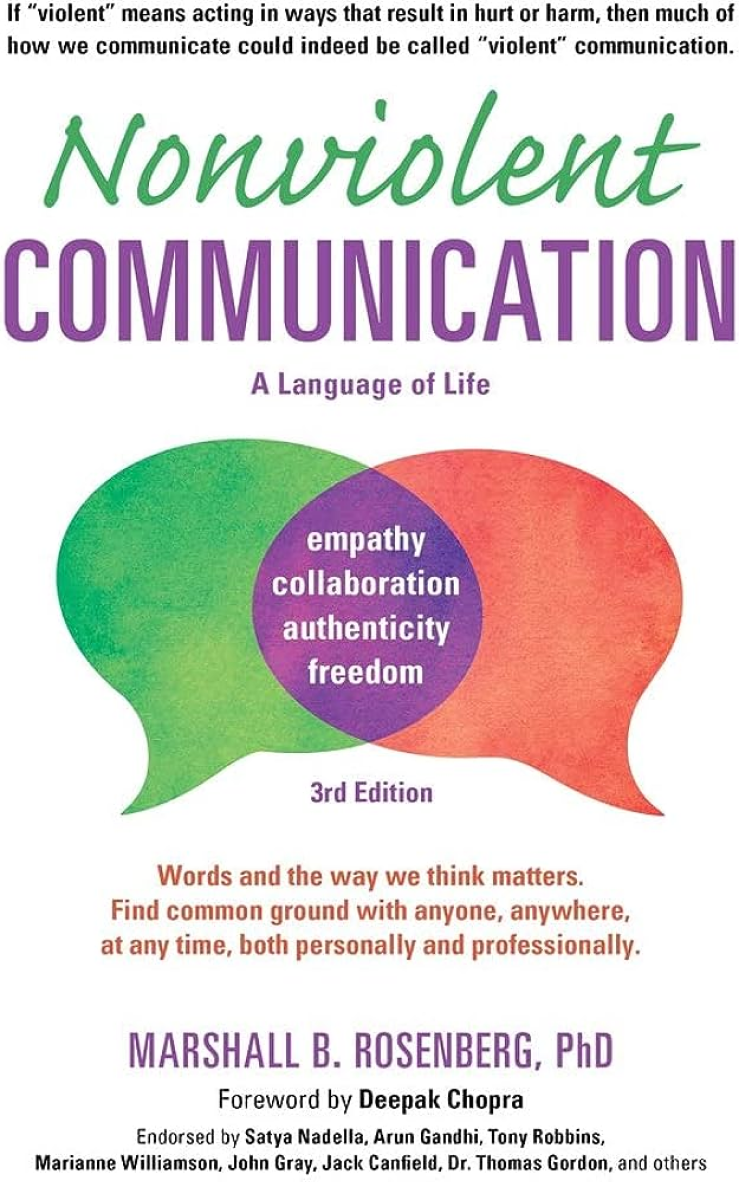 If “violent” means acting in ways that result in hurt or harm, then much of
how we communicate could indeed be called “violent” communication.
Nonviolent
COMMUNICATION
A Language of Life
empathy
collaboration
authenticity
freedom
3rd Edition
Words and the way we think matters.
Find common ground with anyone, anywhere,
at any time, both personally and professionally.
MARSHALL B. ROSENBERG, PhD
Foreword by Deepak Chopra
Endorsed by Satya Nadella, Arun Gandhi, Tony Robbins,
Marianne Williamson, John Gray, Jack Canfield, Dr. Thomas Gordon, and others